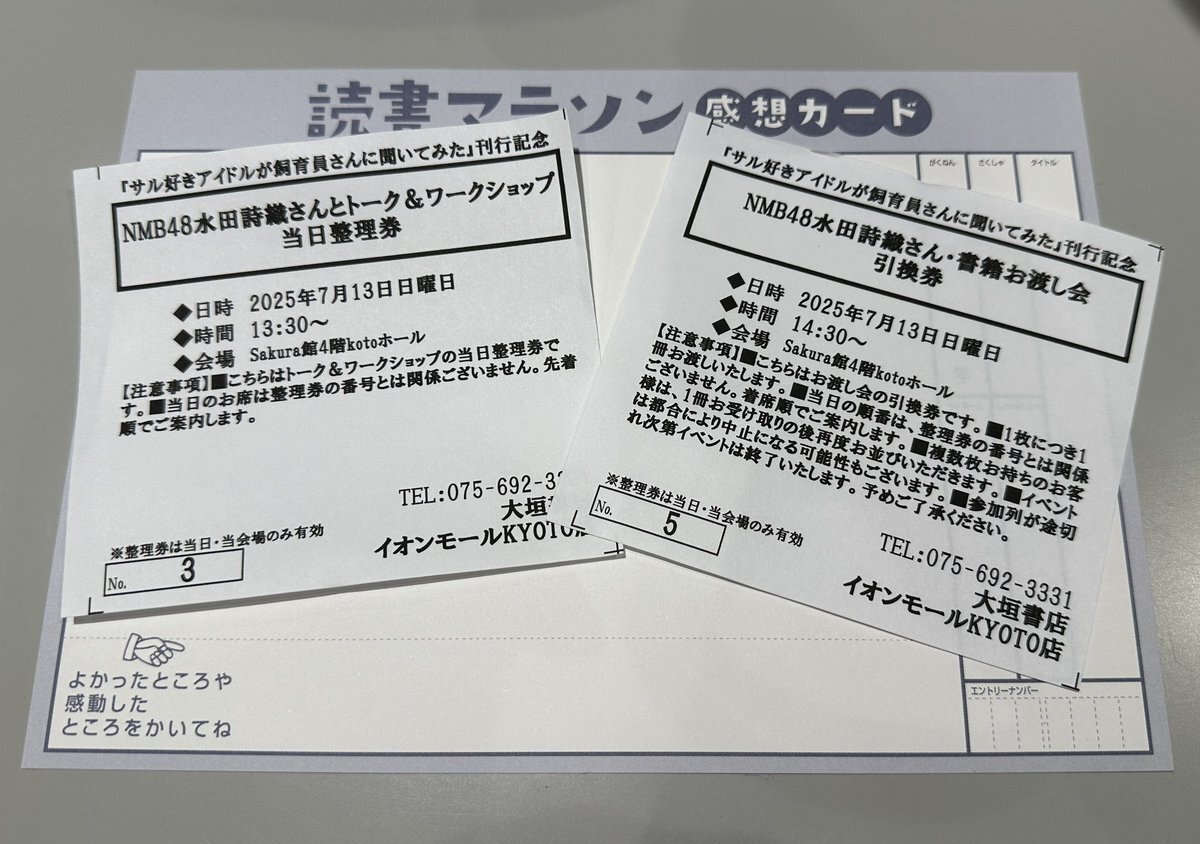 読書マラソン感想カード
がくねん さくしゃ タイトル
『サル好きアイドルが飼育員さんに聞いてみた』刊行記念
NMB48水田詩織さんとトーク&ワークショップ
当日整理券
◆日時 2025年7月13日日曜日
◆時間 13:30～
◆会場 Sakura館4階kotoホール
【注意事項】■こちらはトーク&ワークショップの当日整理券で
す。■当日のお席は整理券の番号とは関係ございません。先着
順でご案内します。
TEL:075-692-33
大垣
イオンモールKYOTO店
※整理券は当日・当会場のみ有効
No. 3
『サル好きアイドルが飼育員さんに聞いてみた』刊行記念
NMB48水田詩織さん・書籍お渡し会
引換券
◆日時 2025年7月13日日曜日
◆時間 14:30～
◆会場 Sakura館4階kotoホール
【注意事項】■こちらはお渡し会の引換券です。■1枚につき1
冊お渡しいたします。■当日の順番は、整理券の番号とは関係
ございません。着席順でご案内します。■複数枚お持ちのお客
様は、1冊お受け取りの後再度お並びいただきます。■イベント
は都合により中止になる可能性もございます。■参加列が途切
れ次第イベントは終了いたします。予めご了承ください。
※整理券は当日・当会場のみ有効
No. 5
TEL:075-692-3331
大垣書店
イオンモールKYOTO店
よかったところや
感動した
ところをかいてね
エントリーナンバー